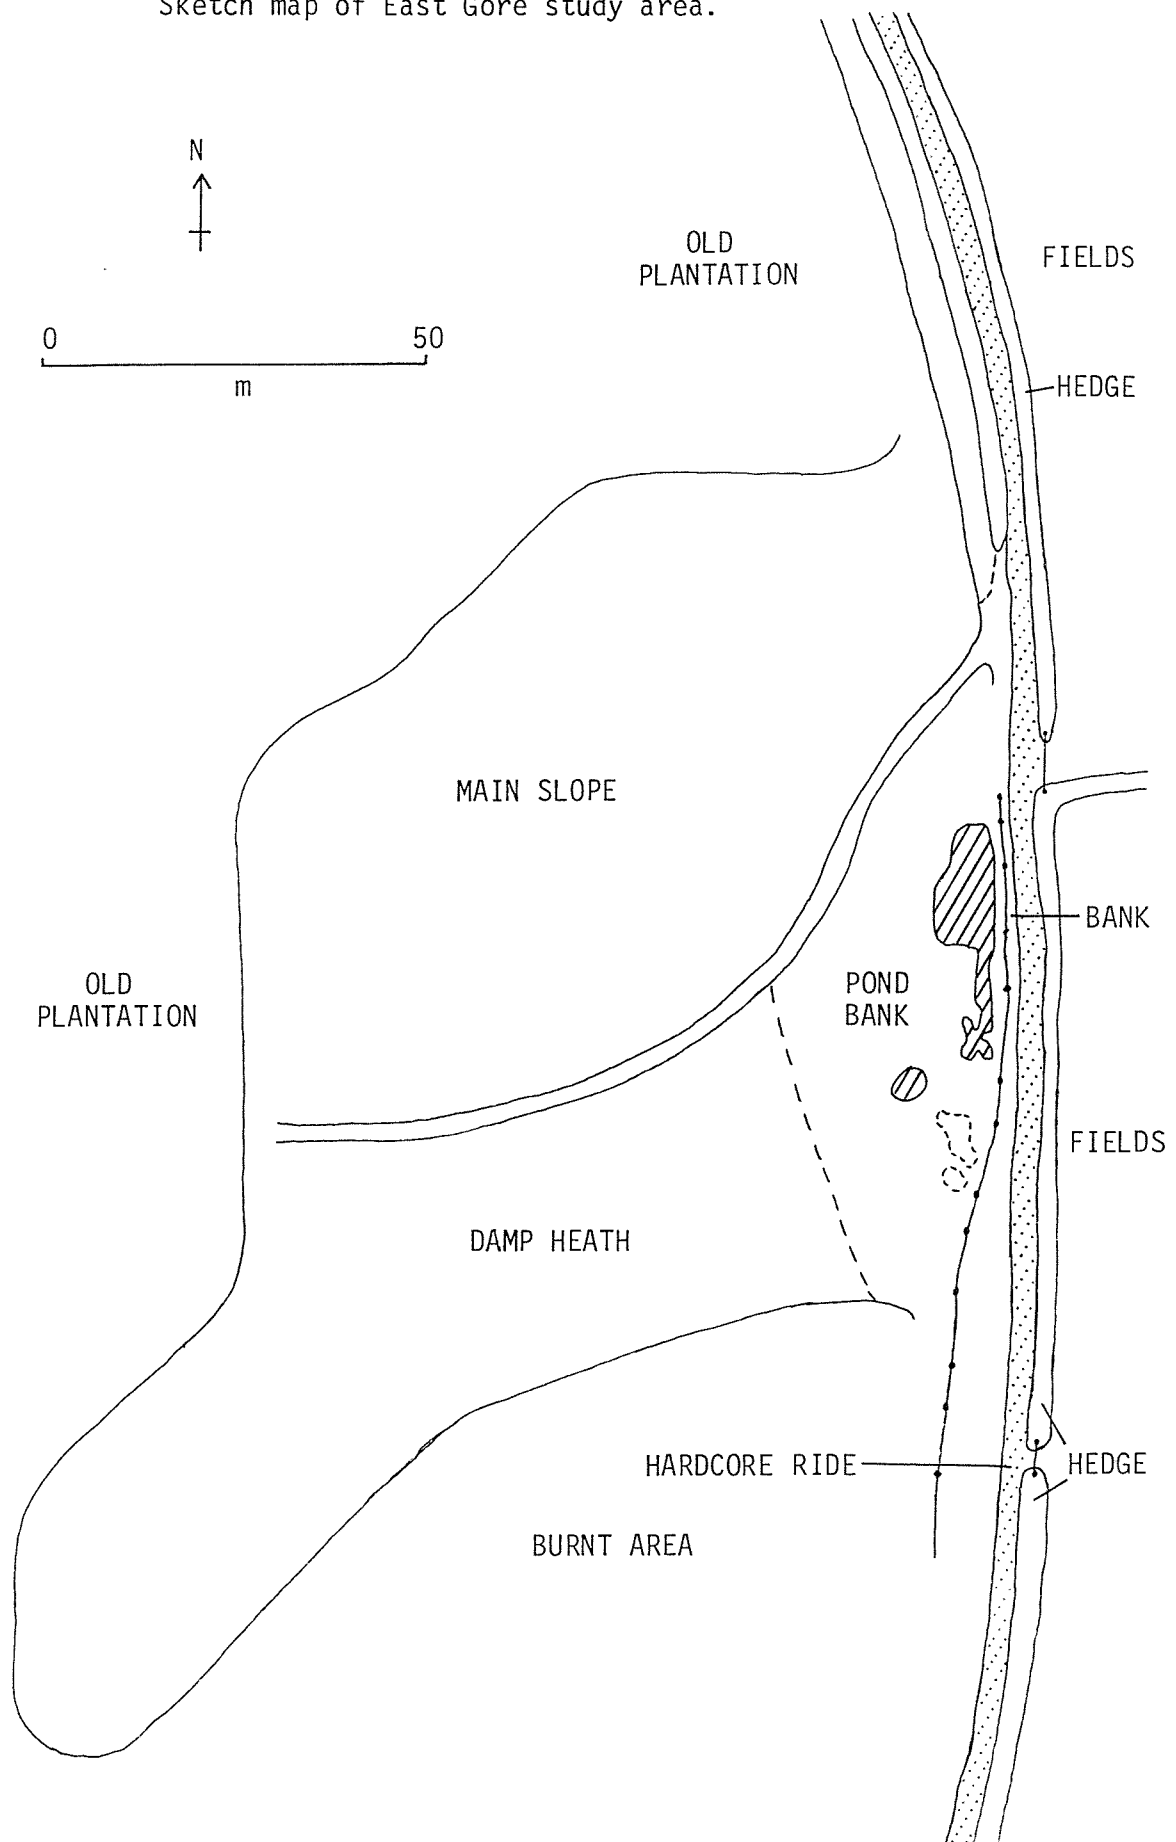 Sketch map of East Gore study area.
N
OLD
PLANTATION
FIELDS
0 50
m
HEDGE
MAIN SLOPE
BANK
OLD
PLANTATION
POND
BANK
FIELDS
DAMP HEATH
HARDCORE RIDE
HEDGE
BURNT AREA